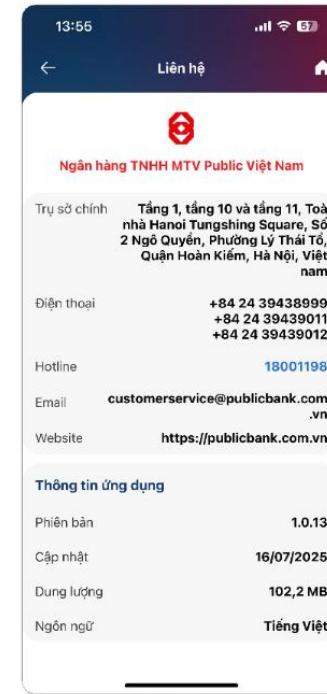 13:55
57
Liên hệ
Ngân hàng TNHH MTV Public Việt Nam
Trụ sở chính
Tầng 1, tầng 10 và tầng 11, Toà
nhà Hanoi Tungshing Square, Số
2 Ngô Quyền, Phường Lý Thái Tổ,
Quận Hoàn Kiếm, Hà Nội, Việt
nam
Điện thoại
+84 24 39438999
+84 24 39439011
+84 24 39439012
Hotline
18001198
Email
customerservice@publicbank.com
.vn
Website
https://publicbank.com.vn
Thông tin ứng dụng
Phiên bản
1.0.13
Cập nhật
16/07/2025
Dung lượng
102,2 MB
Ngôn ngữ
Tiếng Việt